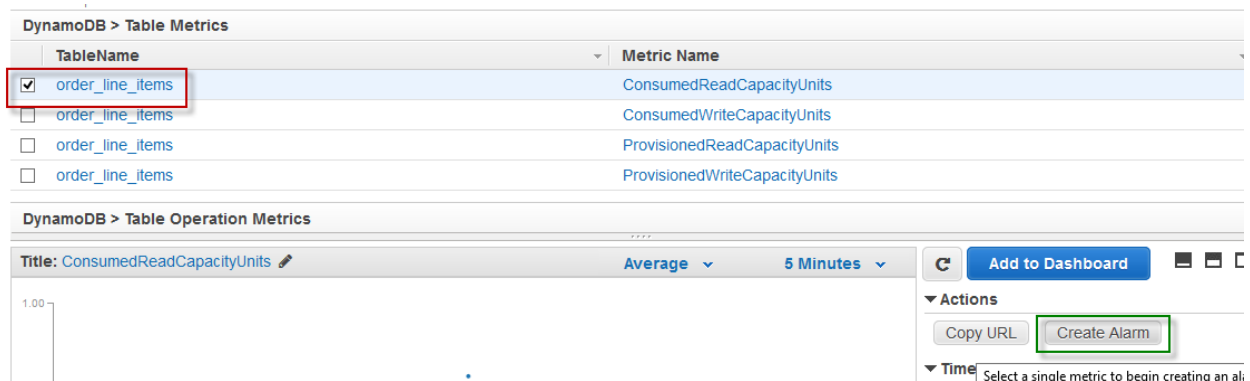 DynamoDB > Table Metrics
TableName Metric Name
order_line_items ConsumedReadCapacityUnits
order_line_items ConsumedWriteCapacityUnits
order_line_items ProvisionedReadCapacityUnits
order_line_items ProvisionedWriteCapacityUnits
DynamoDB > Table Operation Metrics
Title: ConsumedReadCapacityUnits Average 5 Minutes Add to Dashboard
Actions
1.00
Copy URL Create Alarm
Time
Select a single metric to begin creating an